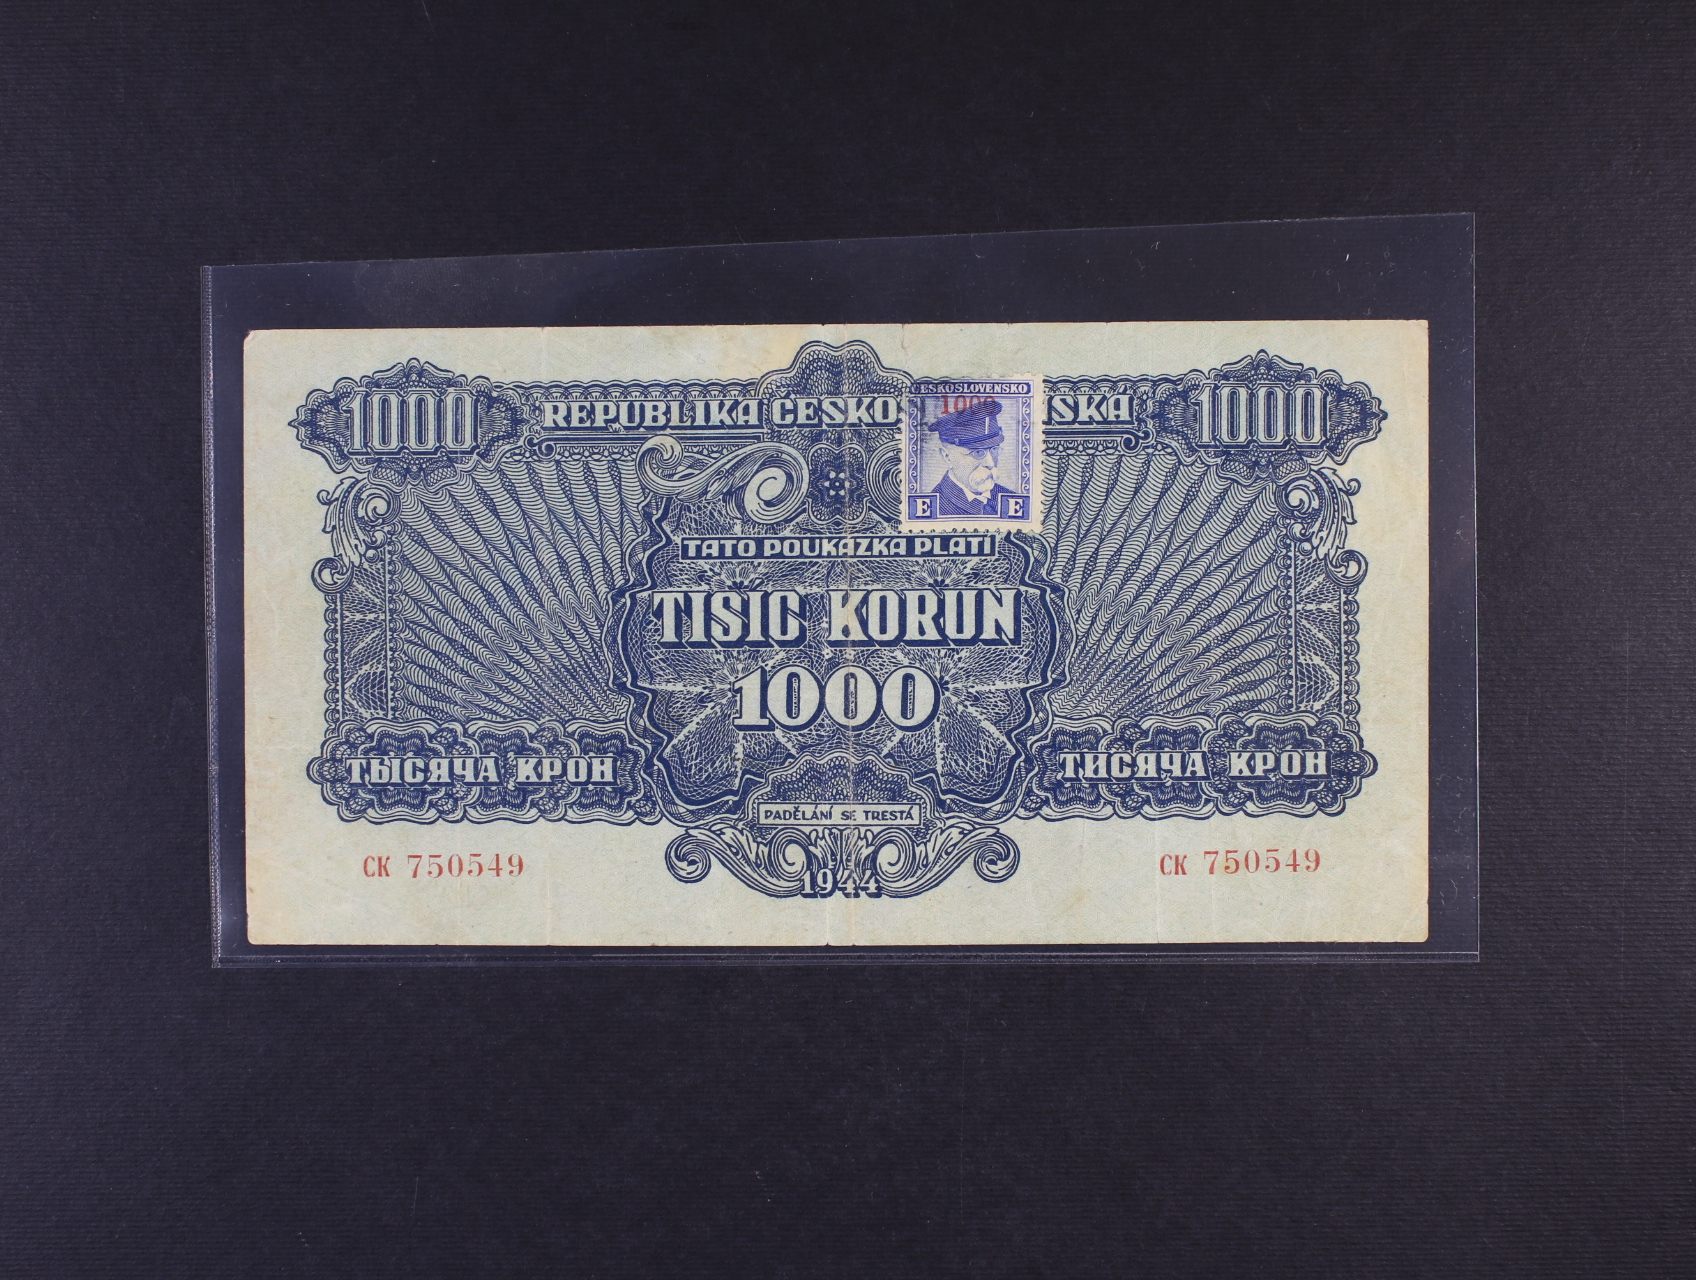 1000 REPUBLIKA ČESKO SKÁ 1000
ČESKOSLOVENSKO
1000
E E
TATO POUKÁZKA PLATÍ
TISÍC KORUN
1000
ТЫСЯЧА КРОН ТИСЯЧА КРОН
PADĚLÁNÍ SE TRESTÁ
СК 750549 СК 750549
1944